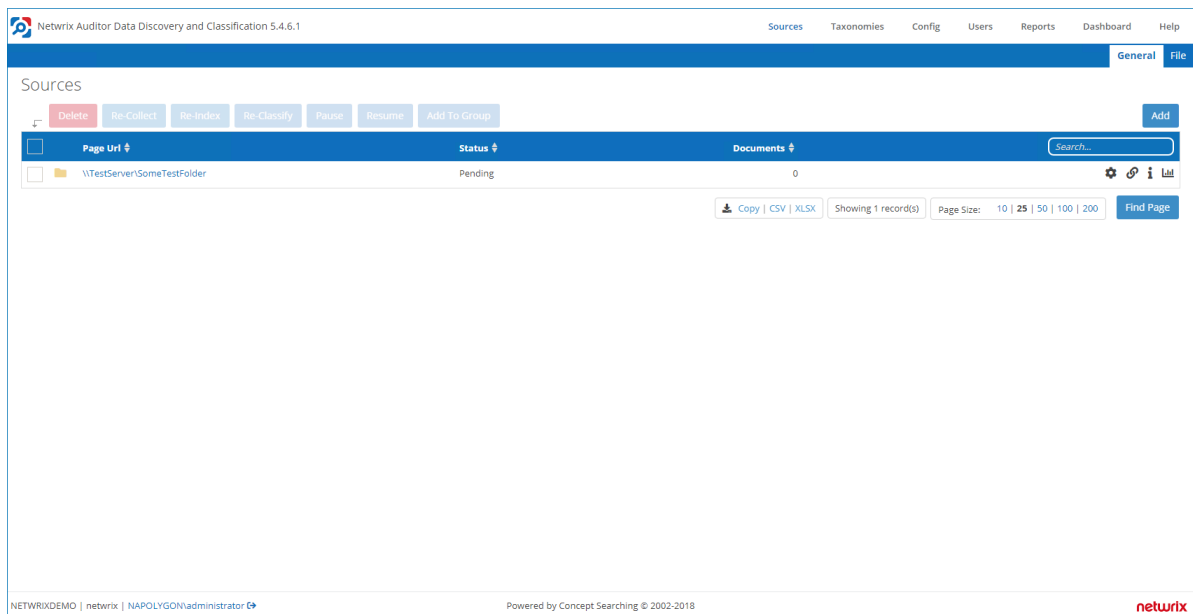 Netwrix Auditor Data Discovery and Classification 5.4.6.1 Sources Taxonomies Config Users Reports Dashboard Help
General File
Sources
Delete Re-Collect Re-Index Re-Classify Pause Resume Add To Group Add
Page Url Status Documents Search...
\\TestServer\SomeTestFolder Pending 0
Copy | CSV | XLSX Showing 1 record(s) Page Size: 10 | 25 | 50 | 100 | 200 Find Page
NETWRIXDEMO | netwrix | NAPOLYGON\administrator Powered by Concept Searching © 2002-2018 netwrix